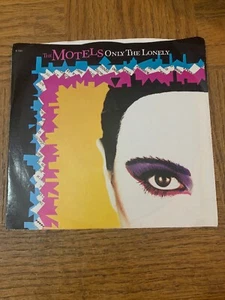 THE MOTELS ONLY THE LONELY